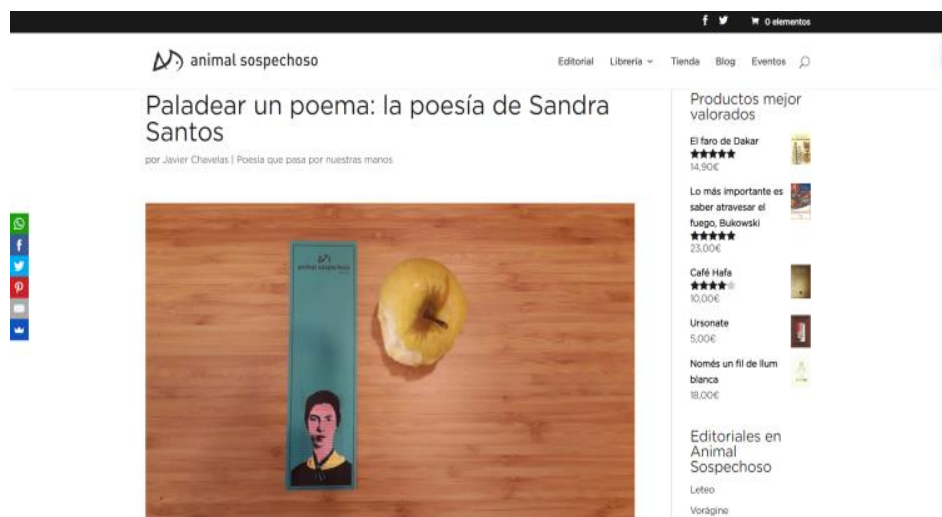 0 elementos
animal sospechoso
Editorial Librería Tienda Blog Eventos
Paladear un poema: la poesía de Sandra
Santos
por Javier Chavelas | Poesía que pasa por nuestras manos
animal sospechoso
Productos mejor
valorados
El faro de Dakar
14,90€
Lo más importante es
saber atravesar el
fuego, Bukowski
23,00€
Café Hafa
10,00€
Ursonate
5,00€
Només un fil de llum
blanca
18,00€
Editoriales en
Animal
Sospechoso
Leteo
Vorágine